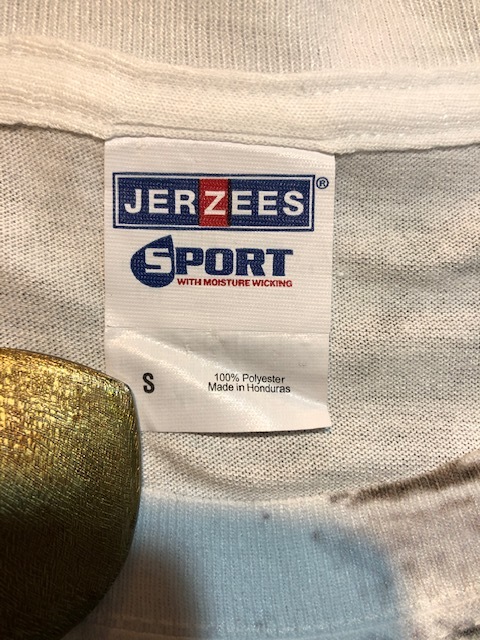 JERZEES®
SPORT
WITH MOISTURE WICKING
S
100% Polyester
Made in Honduras